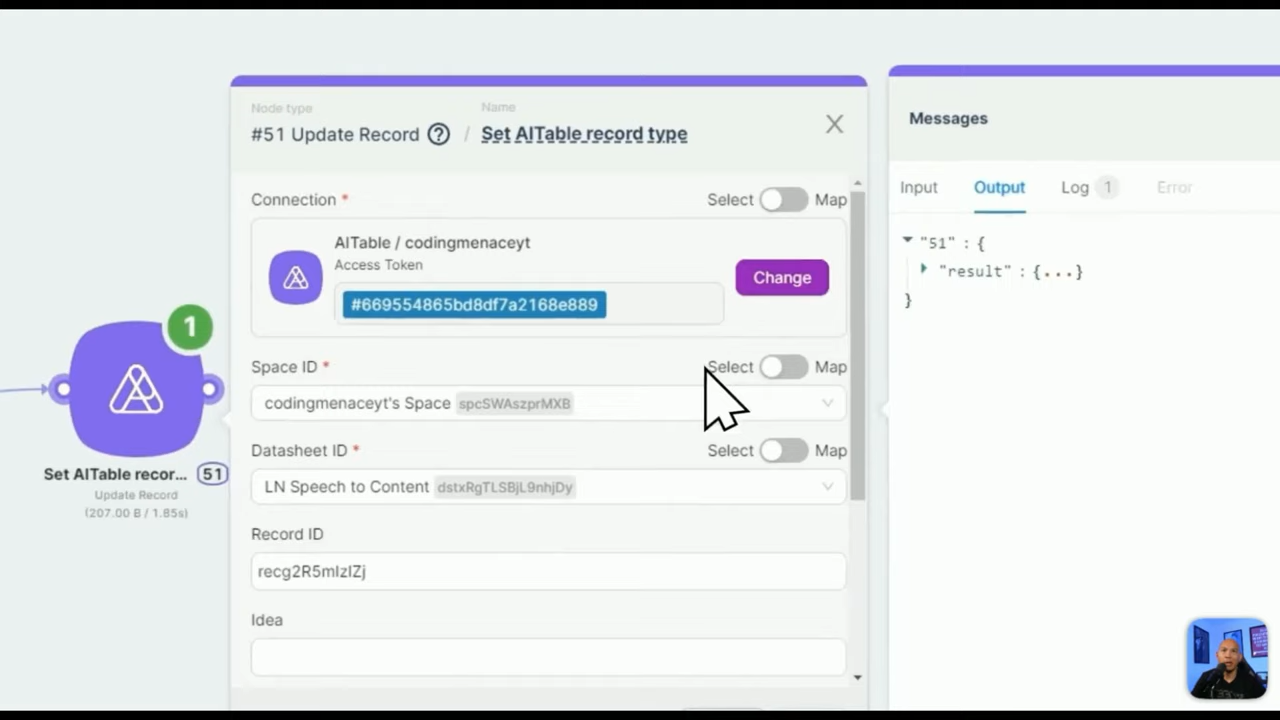 Node type
Name
#51 Update Record ? / Set AITable record type
Messages
Connection *
Select
Map
Input
Output
Log 1
Error
AITable / codingmenaceyt
Access Token
#669554865bd8df7a2168e889
Change
"51" : {
"result" : {...}
}
1
Space ID *
Select
Map
codingmenaceyt's Space spcSWAszprMXB
Datasheet ID *
Select
Map
LN Speech to Content dstxRgTLSBjL9nhjDy
Set AITable recor... 51
Update Record
(207.00 B / 1.85s)
Record ID
recg2R5mIzIZj
Idea